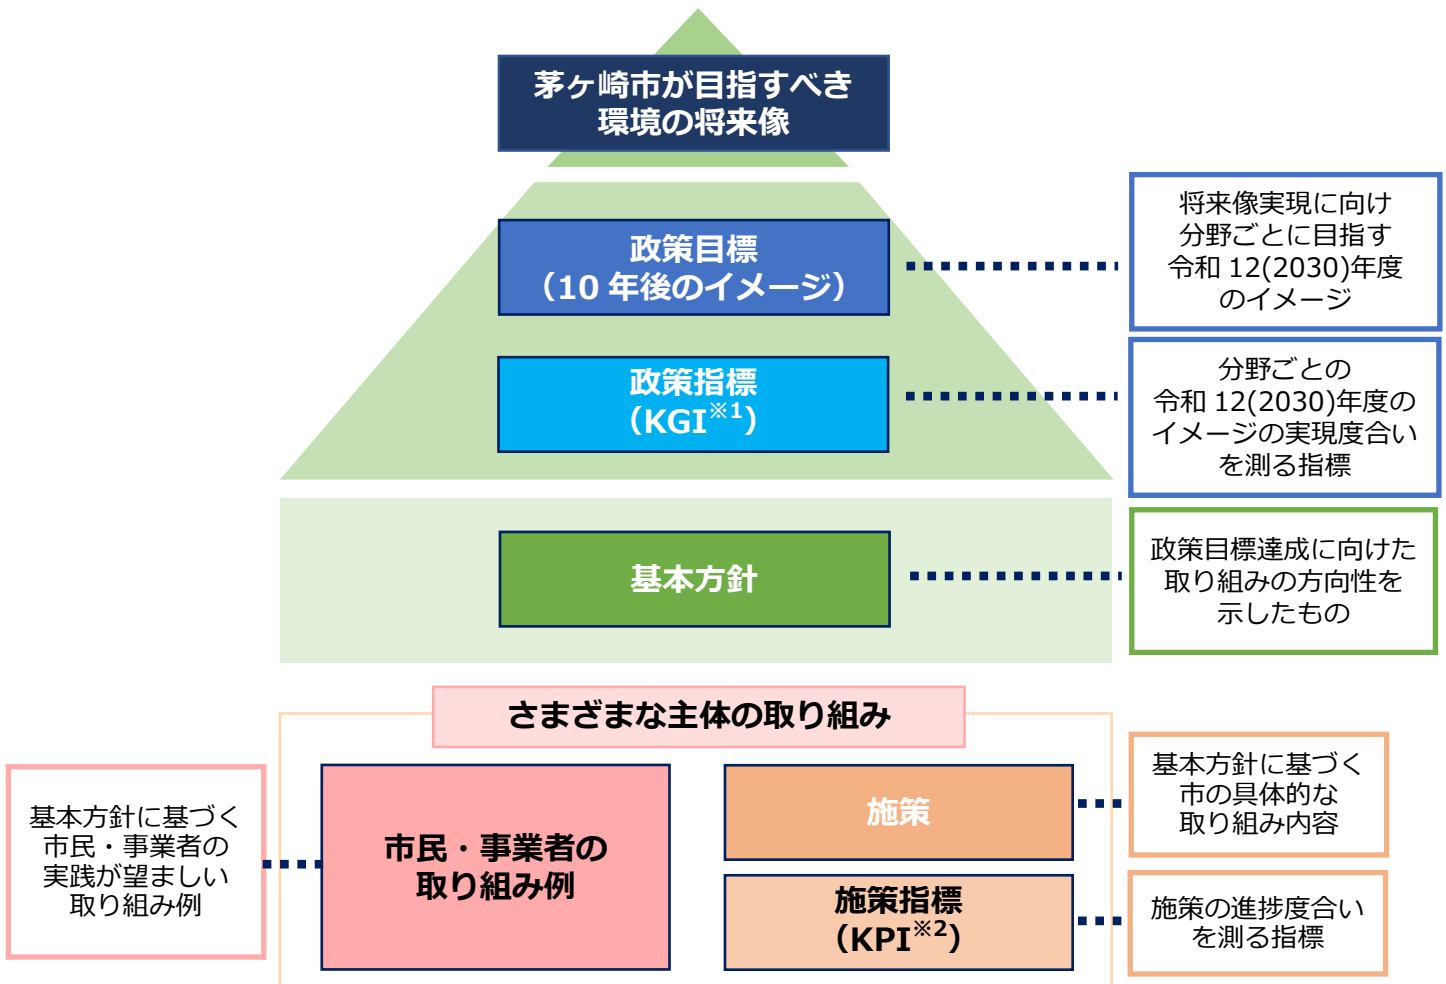 茅ヶ崎市が目指すべき
環境の将来像
政策目標
（10 年後のイメージ）
将来像実現に向け
分野ごとに目指す
令和 12(2030)年度
のイメージ
政策指標
（KGI※1）
分野ごとの
令和 12(2030)年度の
イメージの実現度合い
を測る指標
基本方針
政策目標達成に向けた
取り組みの方向性を
示したもの
さまざまな主体の取り組み
基本方針に基づく
市民・事業者の
実践が望ましい
取り組み例
市民・事業者の
取り組み例
施策
基本方針に基づく
市の具体的な
取り組み内容
施策指標
（KPI※2）
施策の進捗度合い
を測る指標